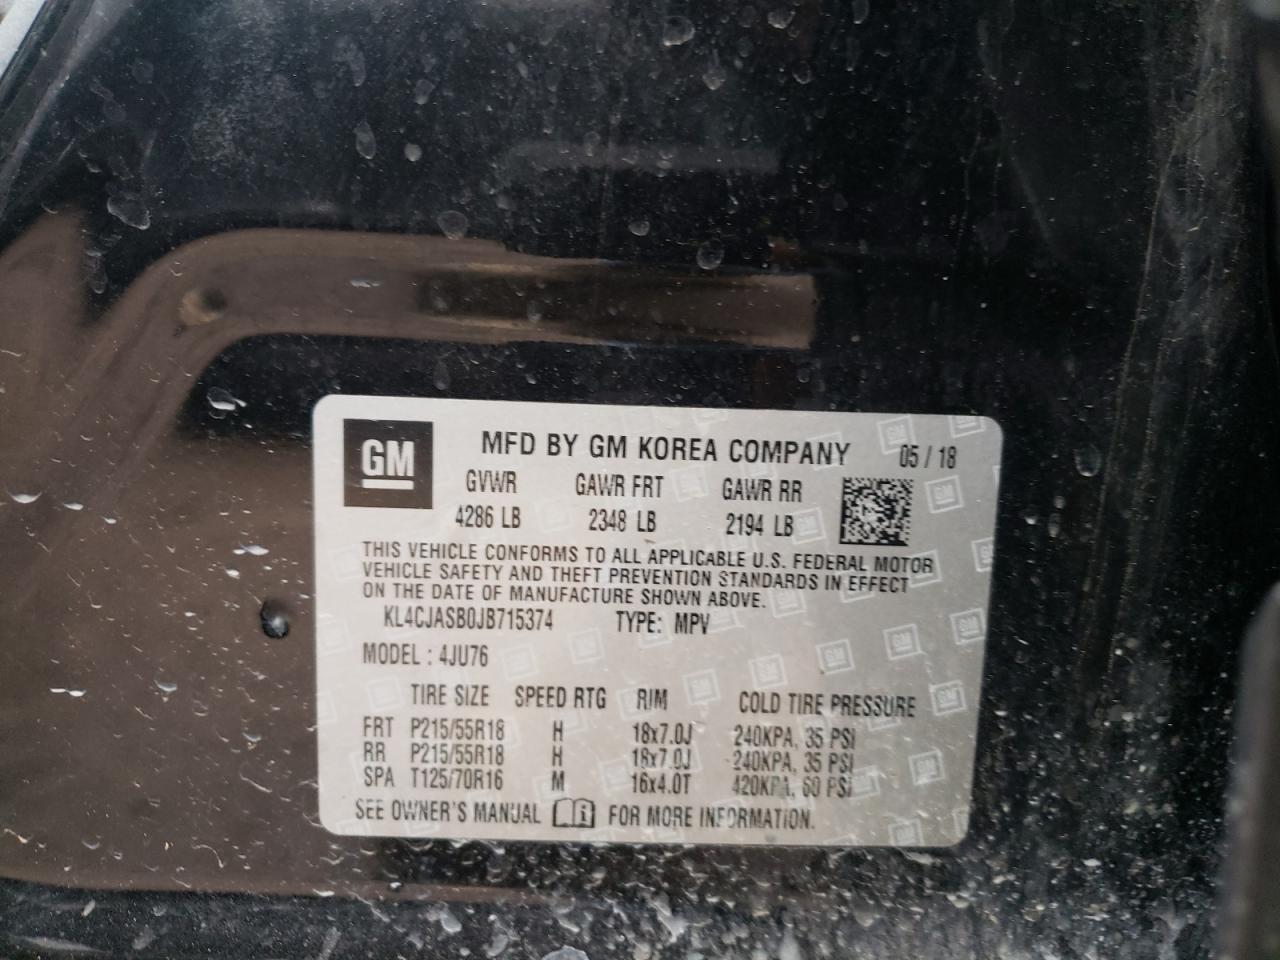 GM
MFD BY GM KOREA COMPANY 05 / 18
GVWR GAWR FRT GAWR RR
4286 LB 2348 LB 2194 LB
THIS VEHICLE CONFORMS TO ALL APPLICABLE U.S. FEDERAL MOTOR
VEHICLE SAFETY AND THEFT PREVENTION STANDARDS IN EFFECT
ON THE DATE OF MANUFACTURE SHOWN ABOVE.
KL4CJASB0JB715374 TYPE: MPV
MODEL : 4JU76
TIRE SIZE SPEED RTG RIM COLD TIRE PRESSURE
FRT P215/55R18 H 18x7.0J 240KPA, 35 PSI
RR P215/55R18 H 18x7.0J 240KPA, 35 PSI
SPA T125/70R16 M 16x4.0T 420KPA, 60 PSI
SEE OWNER'S MANUAL FOR MORE INFORMATION.